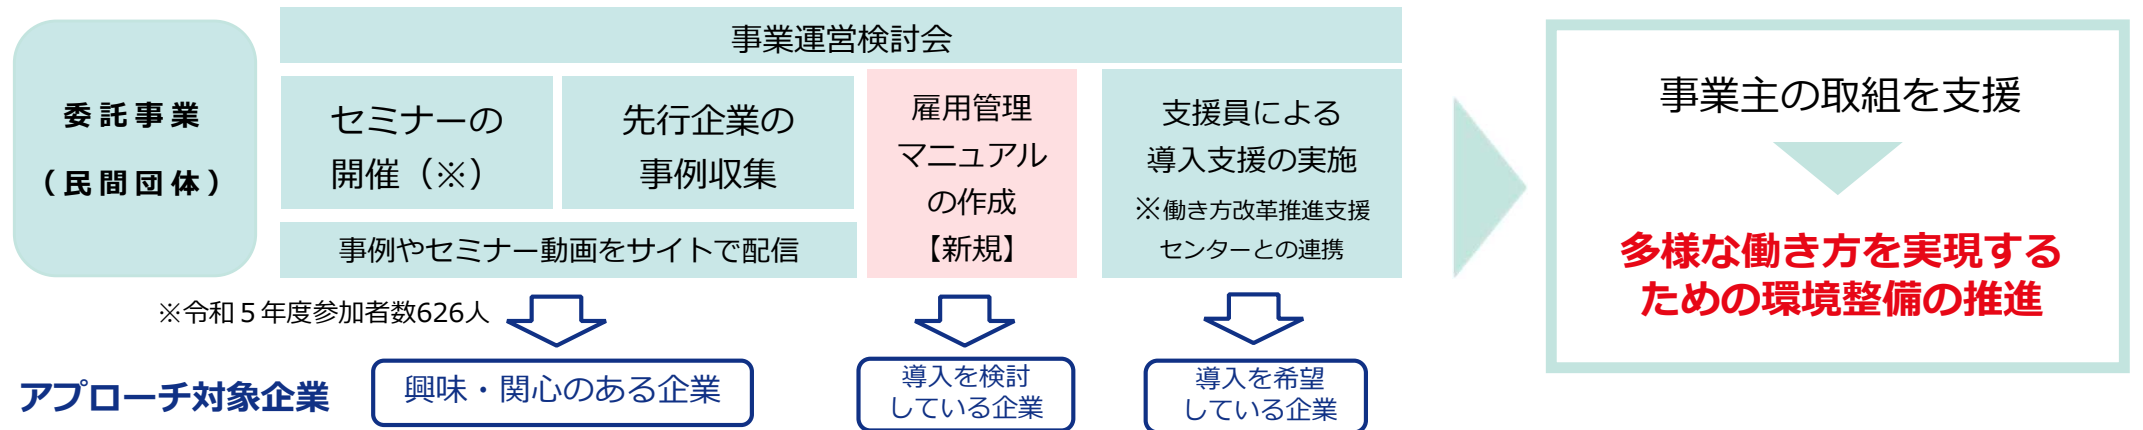 委託事業
（民間団体）
事業運営検討会
セミナーの
開催（※）
先行企業の
事例収集
事例やセミナー動画をサイトで配信
雇用管理
マニュアル
の作成
【新規】
支援員による
導入支援の実施
※働き方改革推進支援
センターとの連携
※令和５年度参加者数626人
アプローチ対象企業
興味・関心のある企業
導入を検討
している企業
導入を希望
している企業
事業主の取組を支援
多様な働き方を実現する
ための環境整備の推進